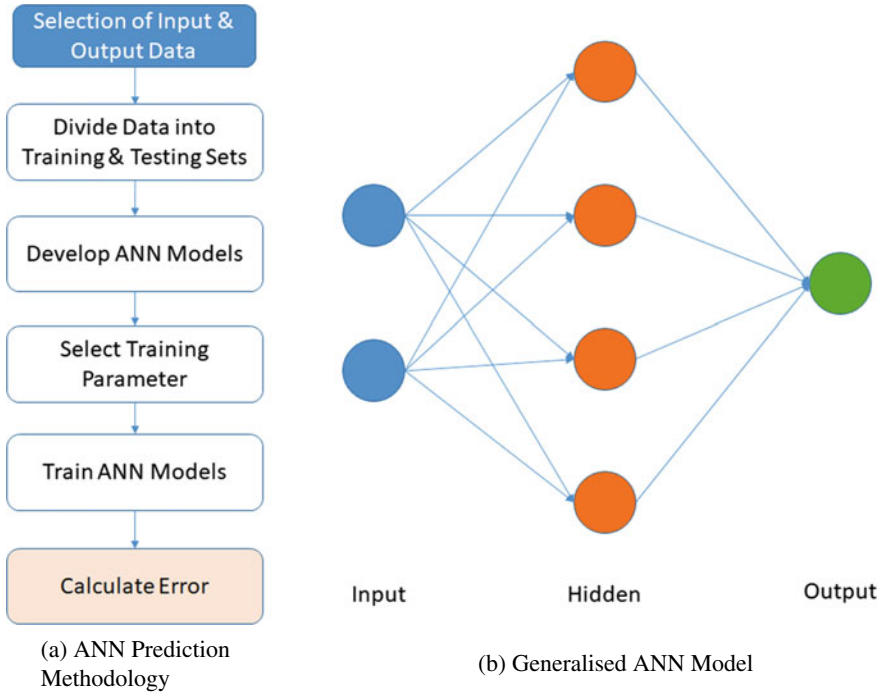 Selection of Input &
Output Data
Divide Data into
Training & Testing Sets
Develop ANN Models
Select Training
Parameter
Train ANN Models
Calculate Error
(a) ANN Prediction
Methodology
Input
Hidden
Output
(b) Generalised ANN Model